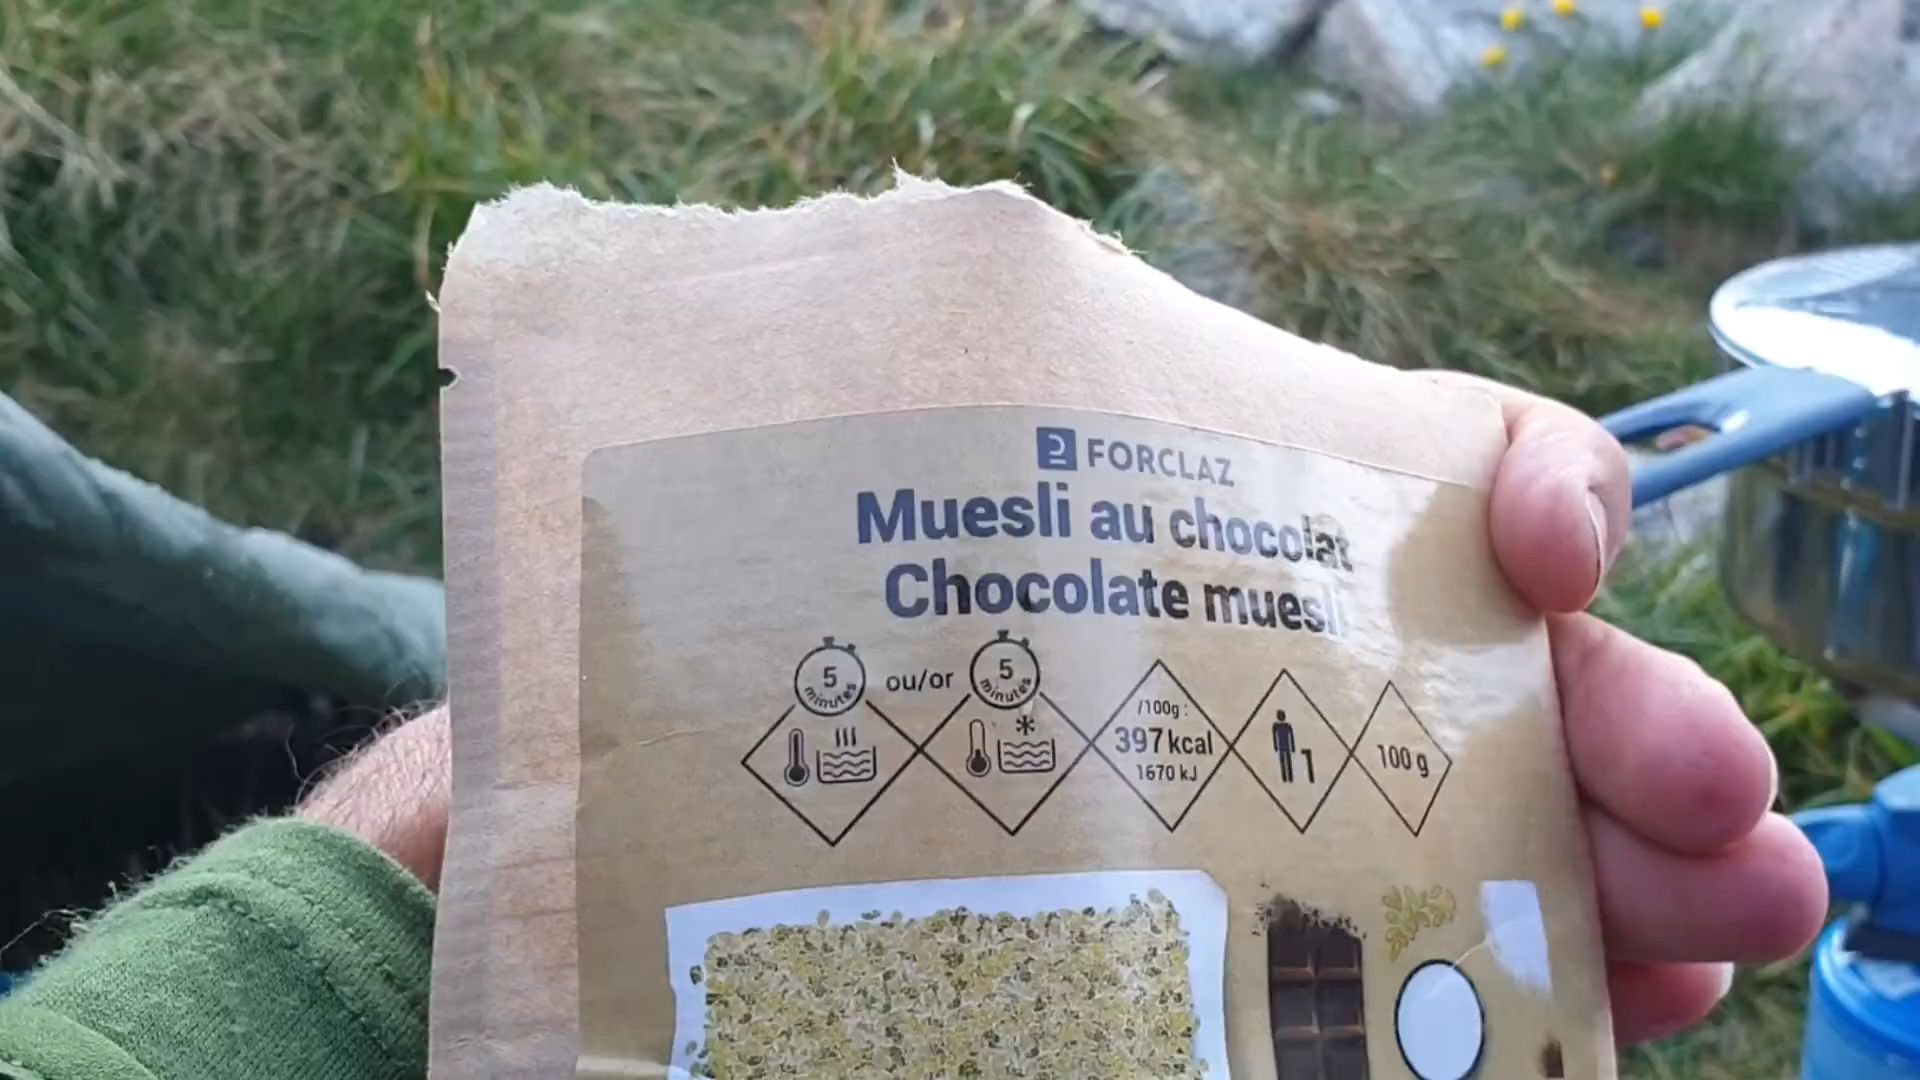 FORCLAZ
Muesli au chocolat
Chocolate muesli
5 minutes ou/or 5 minutes
/100g :
397 kcal
1670 kJ
1
100 g